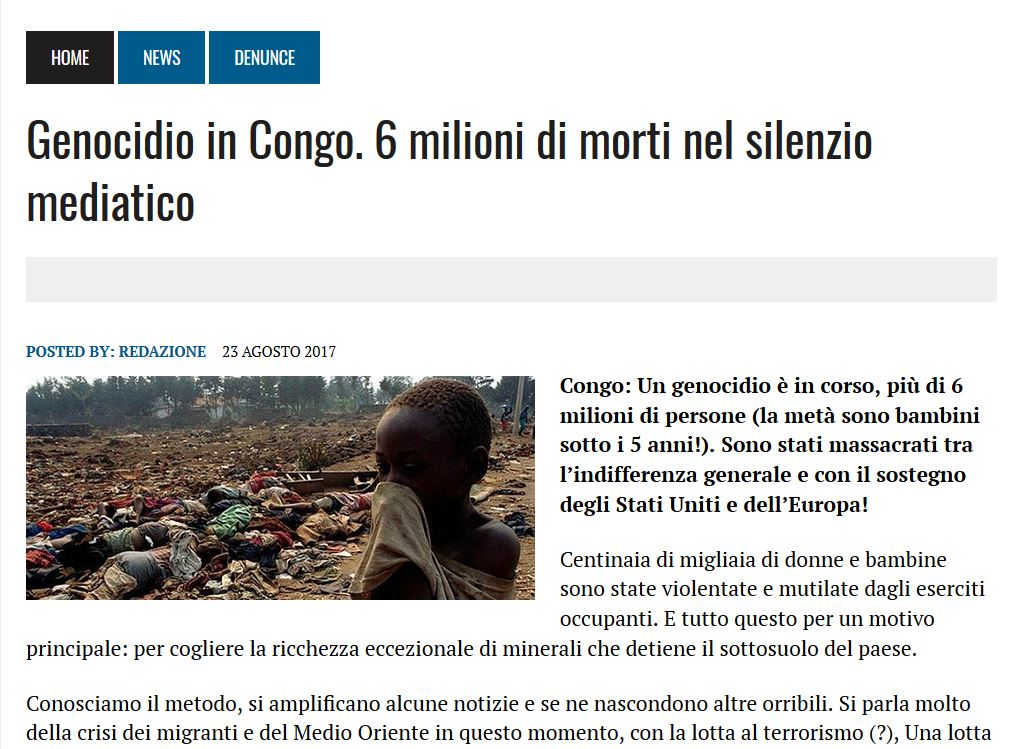 HOME NEWS DENUNCE
Genocidio in Congo. 6 milioni di morti nel silenzio
mediatico
POSTED BY: REDAZIONE 23 AGOSTO 2017
Congo: Un genocidio è in corso, più di 6
milioni di persone (la metà sono bambini
sotto i 5 anni!). Sono stati massacrati tra
l’indifferenza generale e con il sostegno
degli Stati Uniti e dell’Europa!
Centinaia di migliaia di donne e bambine
sono state violentate e mutilate dagli eserciti
occupanti. E tutto questo per un motivo
principale: per cogliere la ricchezza eccezionale di minerali che detiene il sottosuolo del paese.
Conosciamo il metodo, si amplificano alcune notizie e se ne nascondono altre orribili. Si parla molto
della crisi dei migranti e del Medio Oriente in questo momento, con la lotta al terrorismo (?), Una lotta